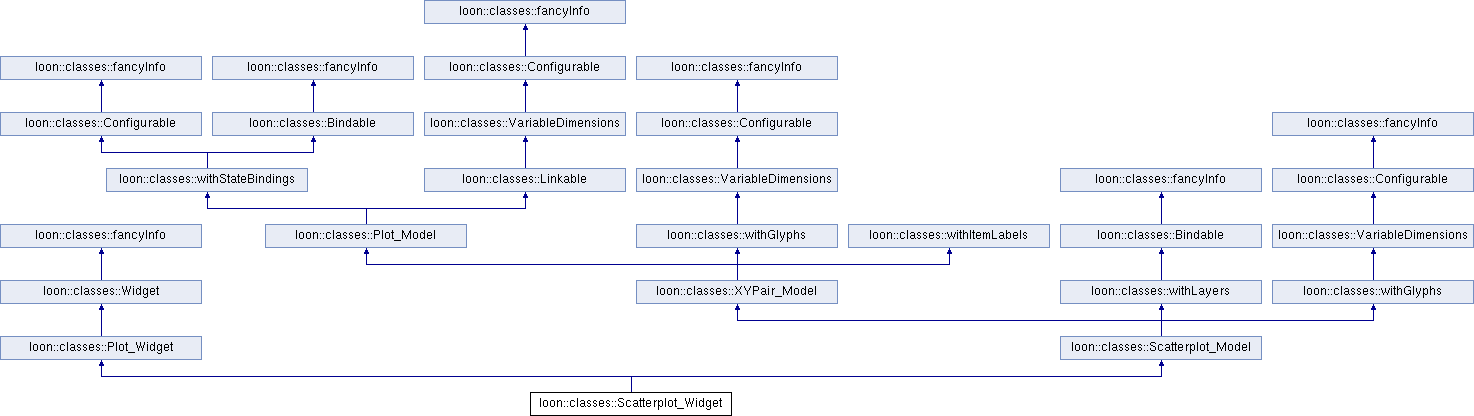 loon::classes::fancyInfo
loon::classes::fancyInfo
loon::classes::fancyInfo
loon::classes::Configurable
loon::classes::fancyInfo
loon::classes::Configurable
loon::classes::Bindable
loon::classes::VariableDimensions
loon::classes::Configurable
loon::classes::fancyInfo
loon::classes::withStateBindings
loon::classes::Linkable
loon::classes::VariableDimensions
loon::classes::fancyInfo
loon::classes::Configurable
loon::classes::fancyInfo
loon::classes::Plot_Model
loon::classes::withGlyphs
loon::classes::withItemLabels
loon::classes::Bindable
loon::classes::VariableDimensions
loon::classes::Widget
loon::classes::XYPair_Model
loon::classes::withLayers
loon::classes::withGlyphs
loon::classes::Plot_Widget
loon::classes::Scatterplot_Model
loon::classes::Scatterplot_Widget